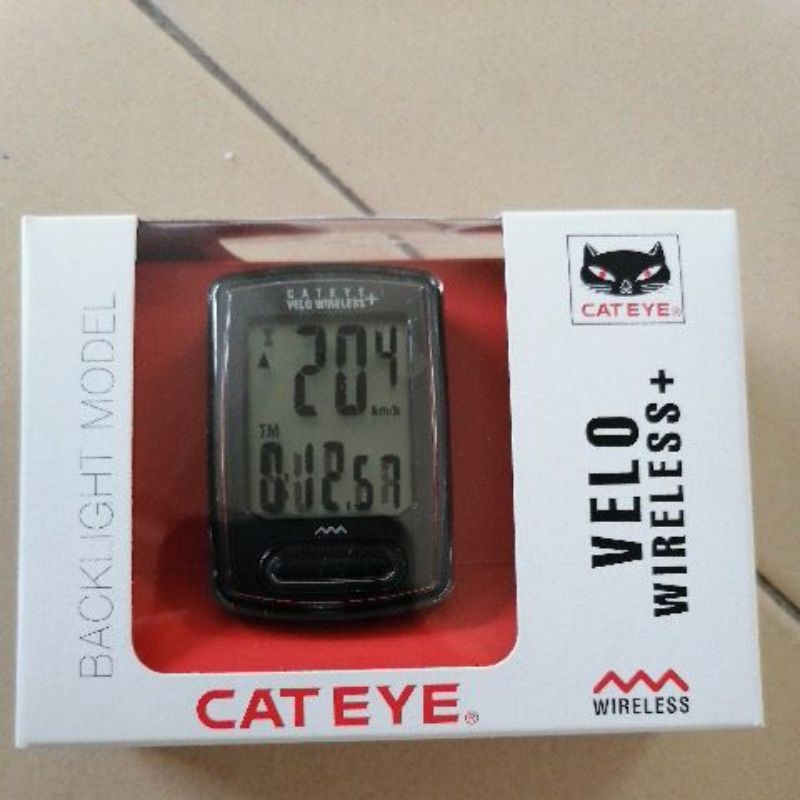 BACKLIGHT MODEL
CATEYE
VELO WIRELESS+
20.4
km/h
TM
CATEYE®
CATEYE®
VELO
WIRELESS+
WIRELESS